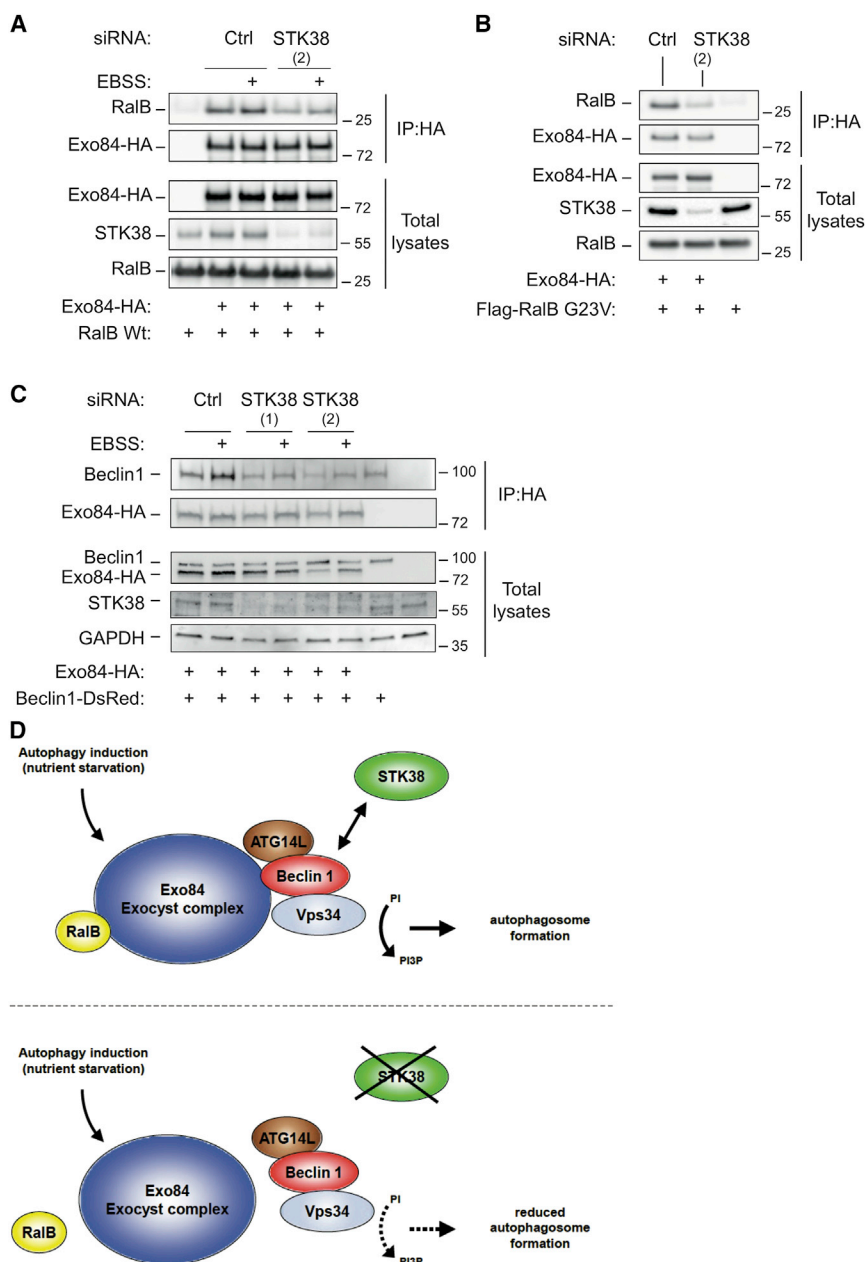 A
siRNA: Ctrl STK38
(2)
EBSS: + +
RalB
25
Exo84-HA
72
IP:HA
Exo84-HA
72
STK38
55
RalB
25
Total
lysates
Exo84-HA: + + + +
RalB Wt: + + + + +
B
siRNA: Ctrl STK38
(2)
RalB
25
Exo84-HA
72
IP:HA
Exo84-HA
72
STK38
55
RalB
25
Total
lysates
Exo84-HA: + +
Flag-RalB G23V: + + +
C
siRNA: Ctrl STK38 STK38
(1) (2)
EBSS: + + +
Beclin1
100
Exo84-HA
72
IP:HA
Beclin1
100
Exo84-HA
72
STK38
55
GAPDH
35
Total
lysates
Exo84-HA: + + + + + +
Beclin1-DsRed: + + + + + + +
D
Autophagy induction
(nutrient starvation)
STK38
ATG14L
Beclin 1
Exo84
Exocyst complex
Vps34
RalB
PI
PI3P
autophagosome
formation
Autophagy induction
(nutrient starvation)
STK38
ATG14L
Beclin 1
Exo84
Exocyst complex
Vps34
RalB
PI
PI3P
reduced
autophagosome
formation